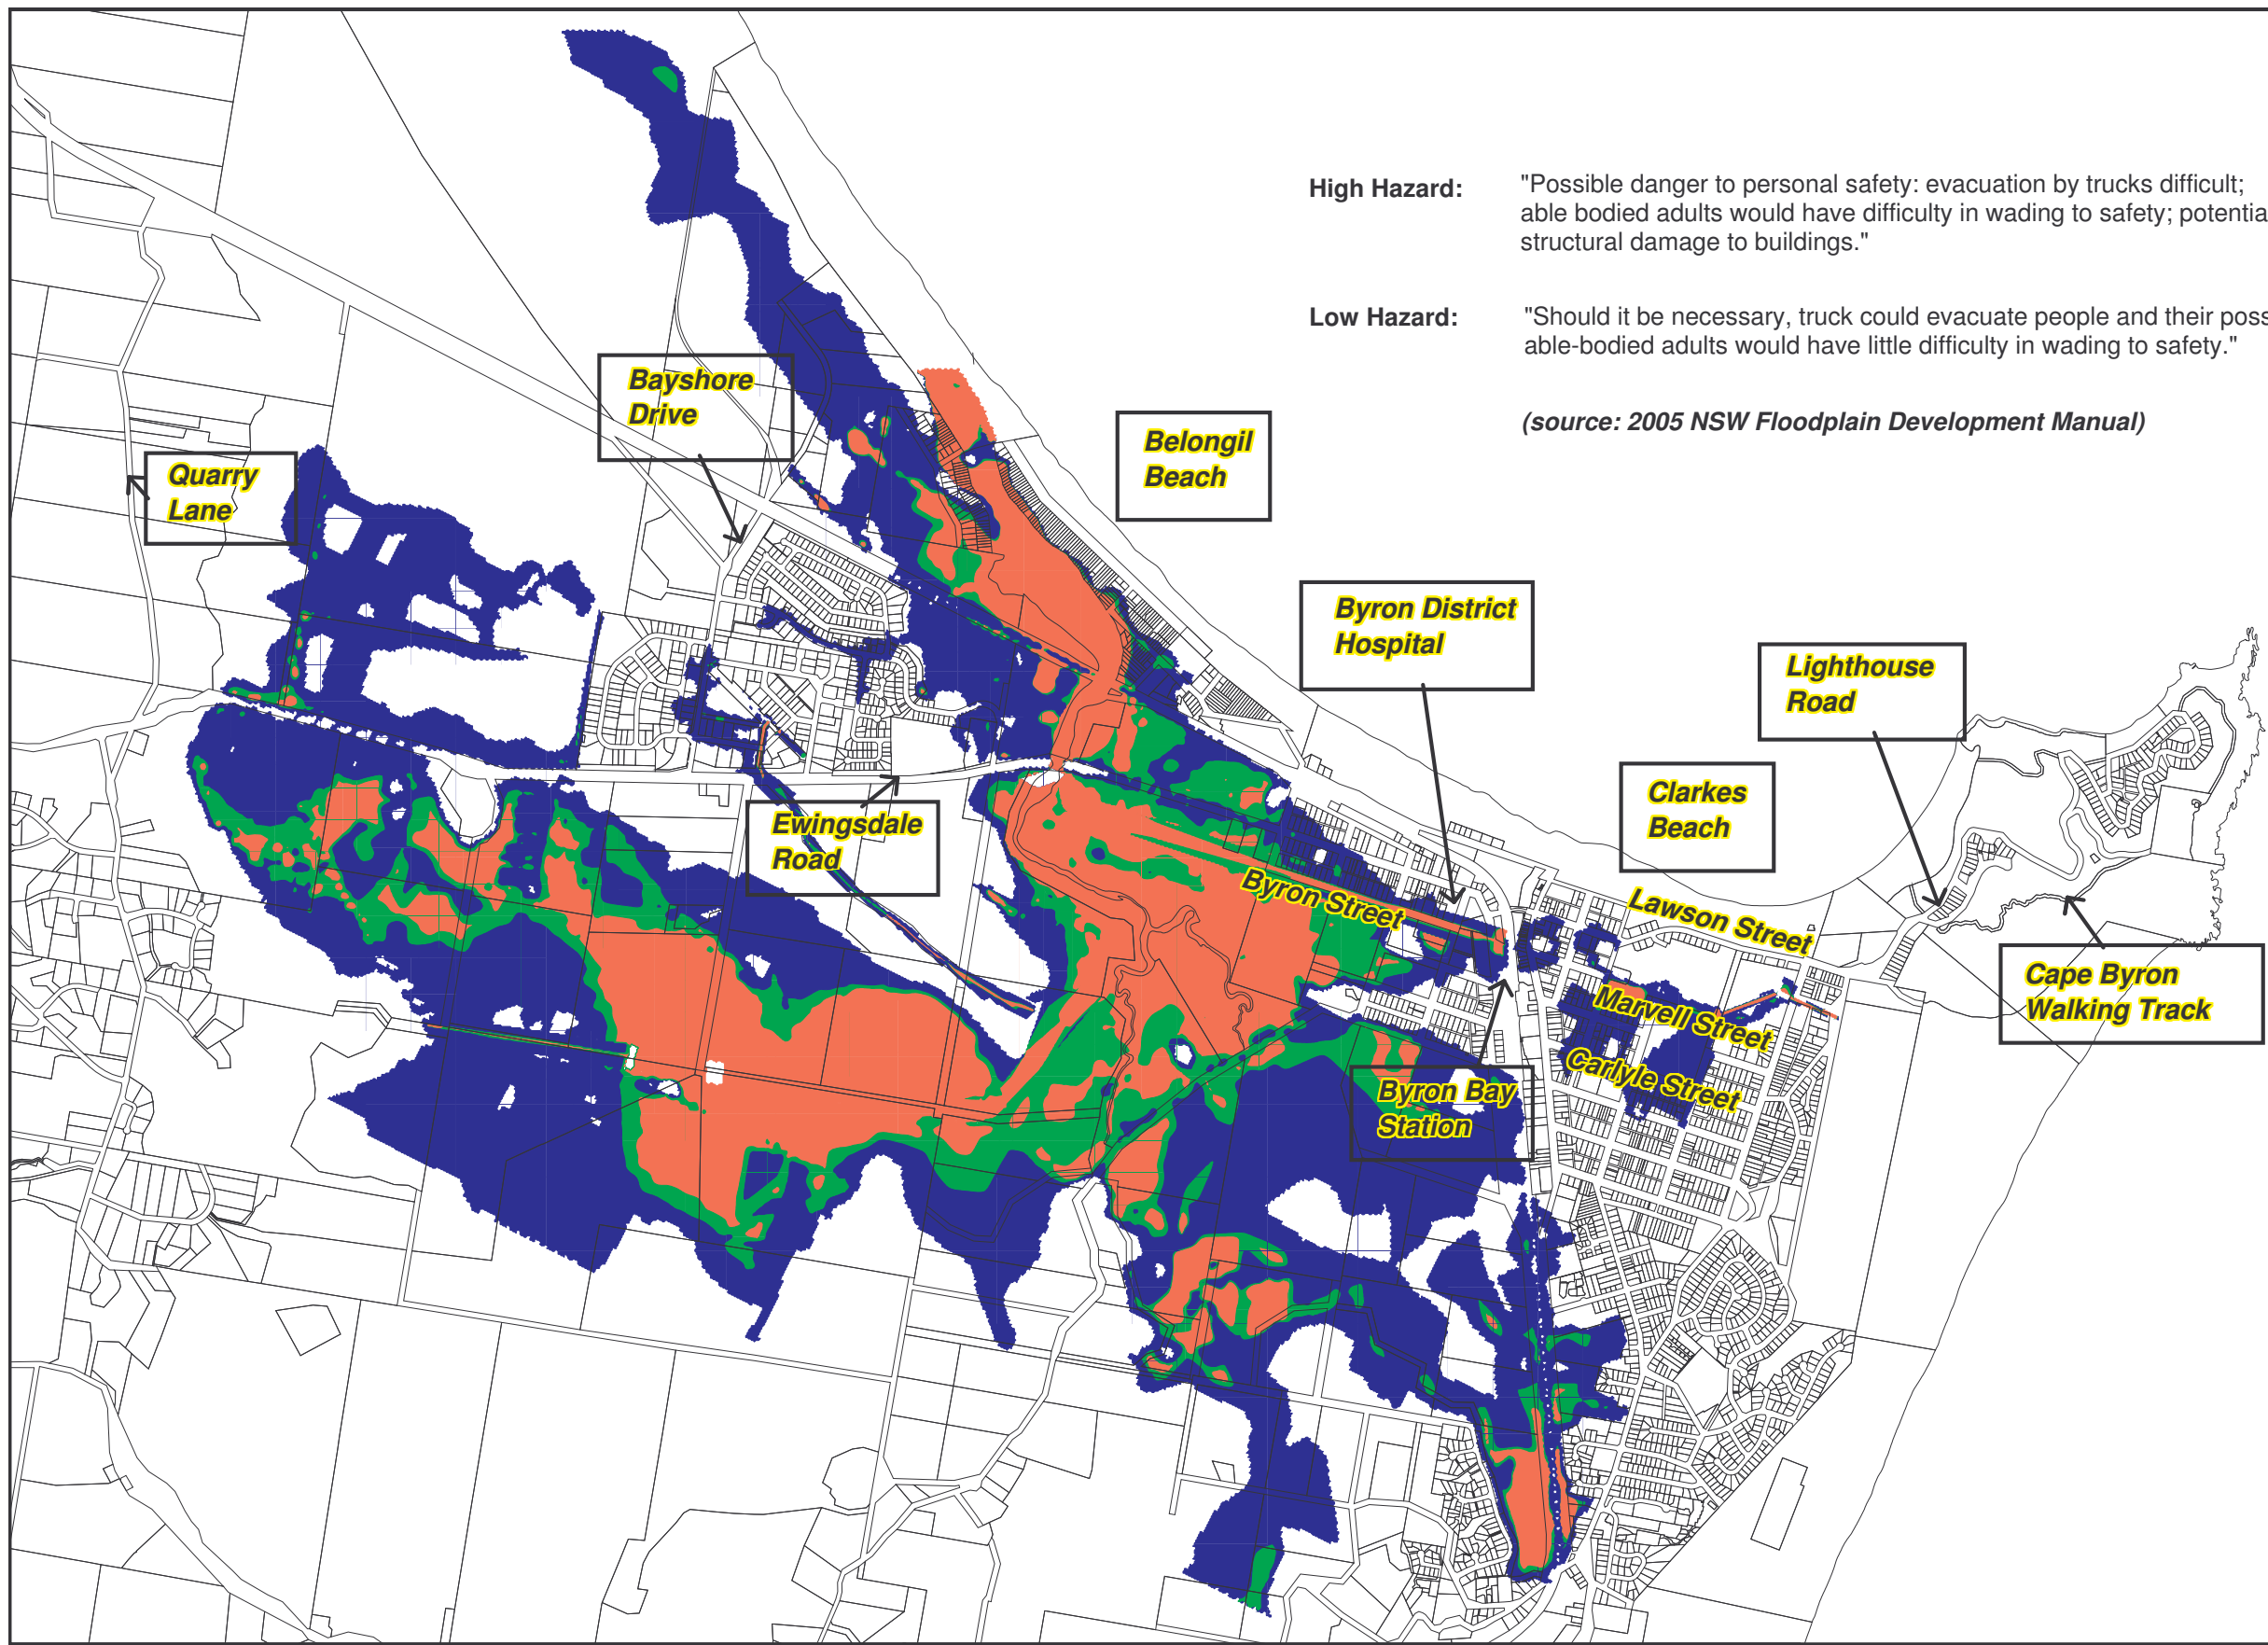 High Hazard:
"Possible danger to personal safety: evacuation by trucks difficult;
able bodied adults would have difficulty in wading to safety;
structural damage to buildings."
Low Hazard:
"Should it be necessary, truck could evacuate people and their
able-bodied adults would have little difficulty in wading to safety."
(source: 2005 NSW Floodplain Development Manual)
Bayshore
Drive
Belongil
Beach
Quarry
Lane
Byron District
Hospital
Lighthouse
Road
Clarkes
Beach
Ewingsdale
Road
Byron Street
Lawson Street
Cape Byron
Walking Track
Marvell Street
Carlyle Street
Byron Bay
Station